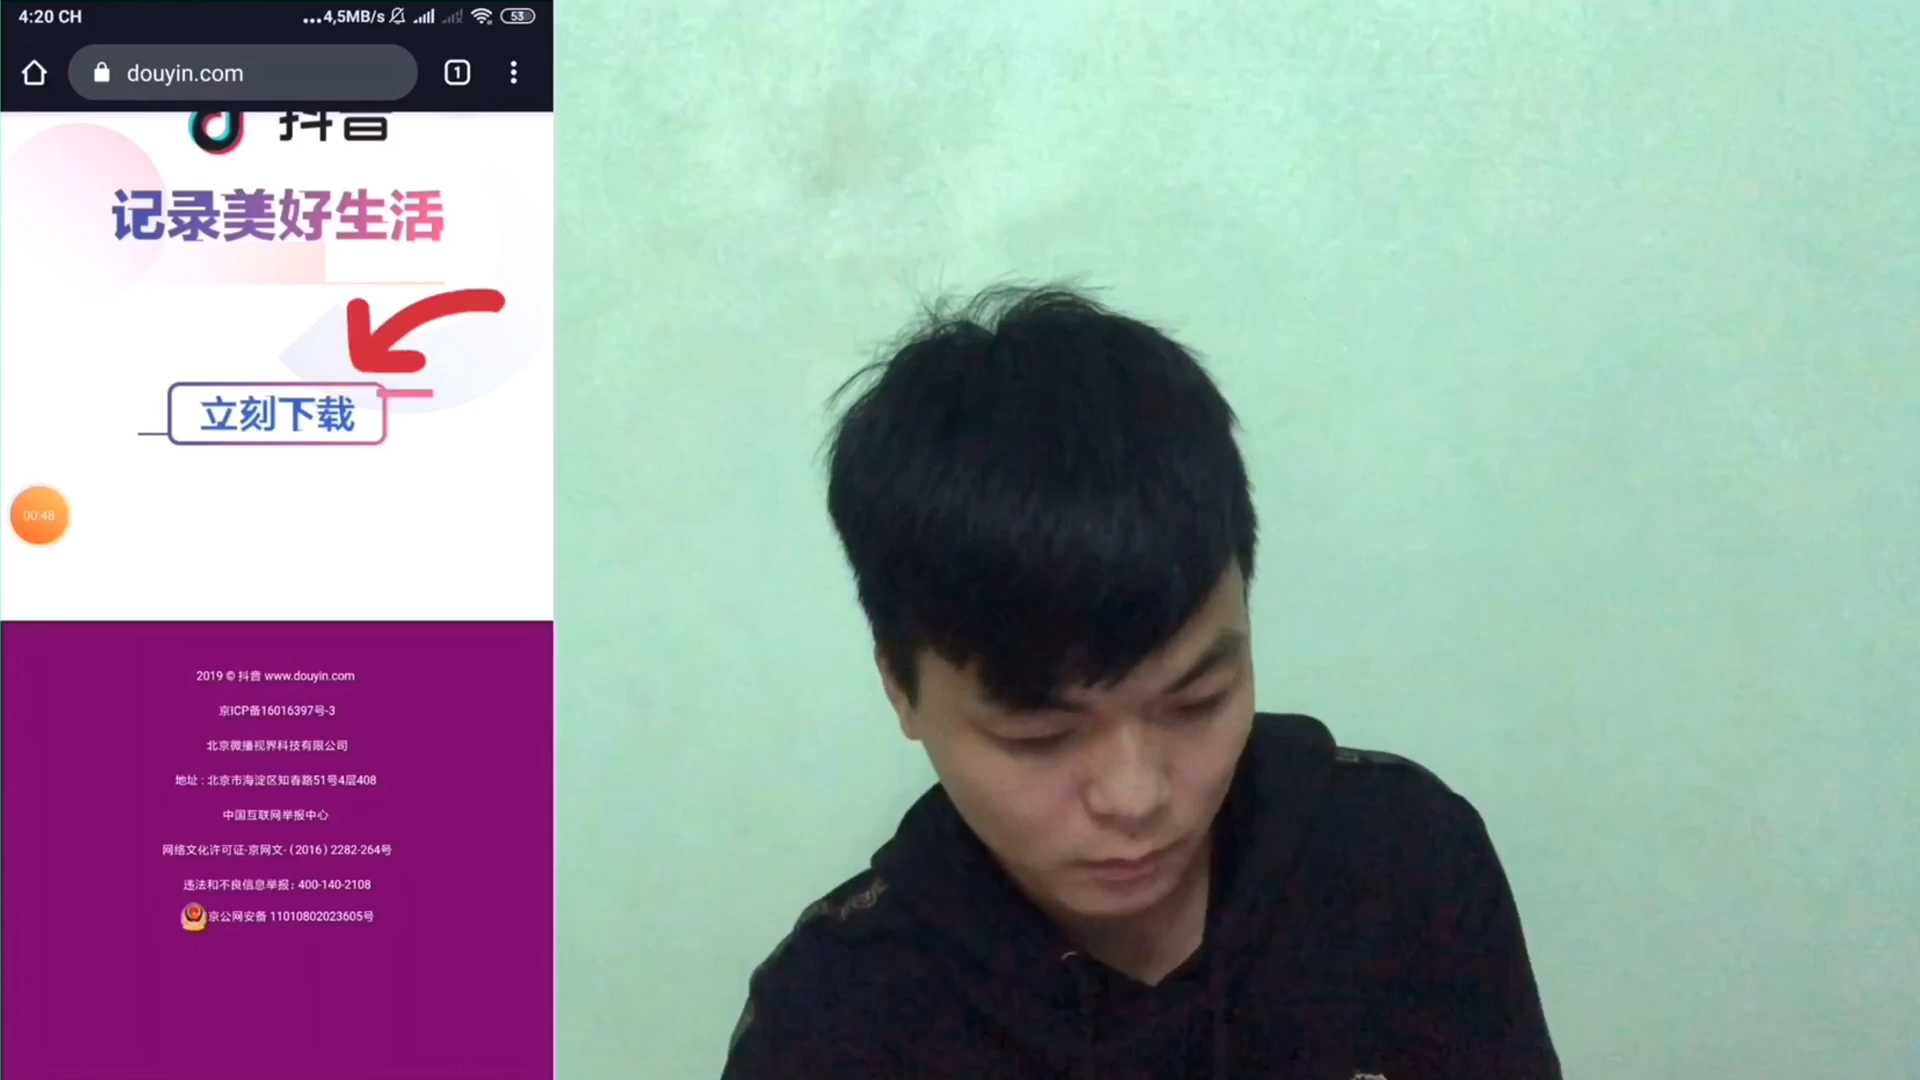 4:20 CH
...4,5MB/s
53
douyin.com
1
抖音
记录美好生活
立刻下载
00:48
2019 © 抖音 www.douyin.com
京ICP备16016397号-3
北京微播视界科技有限公司
地址：北京市海淀区知春路51号4层408
中国互联网举报中心
网络文化许可证-京网文-（2016）2282-264号
违法和不良信息举报：400-140-2108
京公网安备 11010802023605号